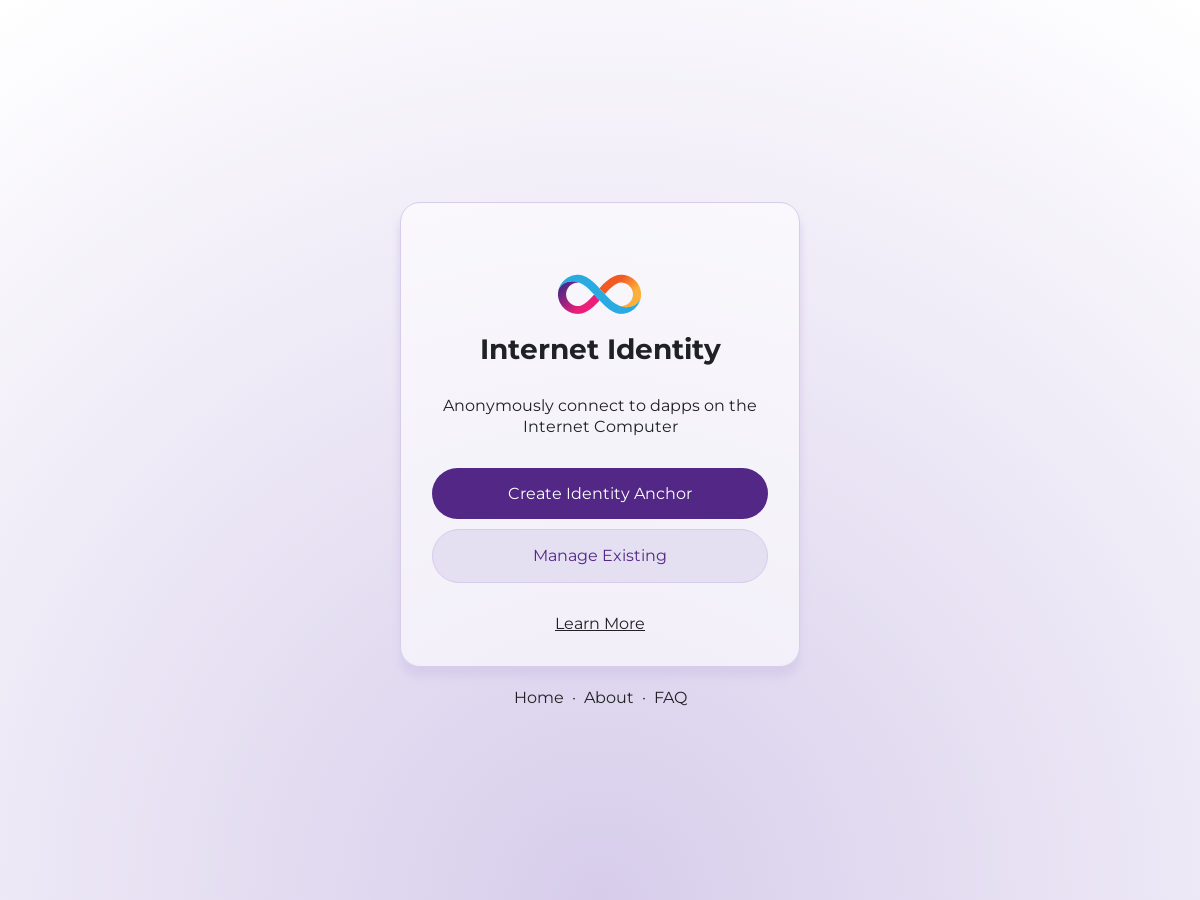 Internet Identity
Anonymously connect to dapps on the
Internet Computer
Create Identity Anchor
Manage Existing
Learn More
Home · About · FAQ